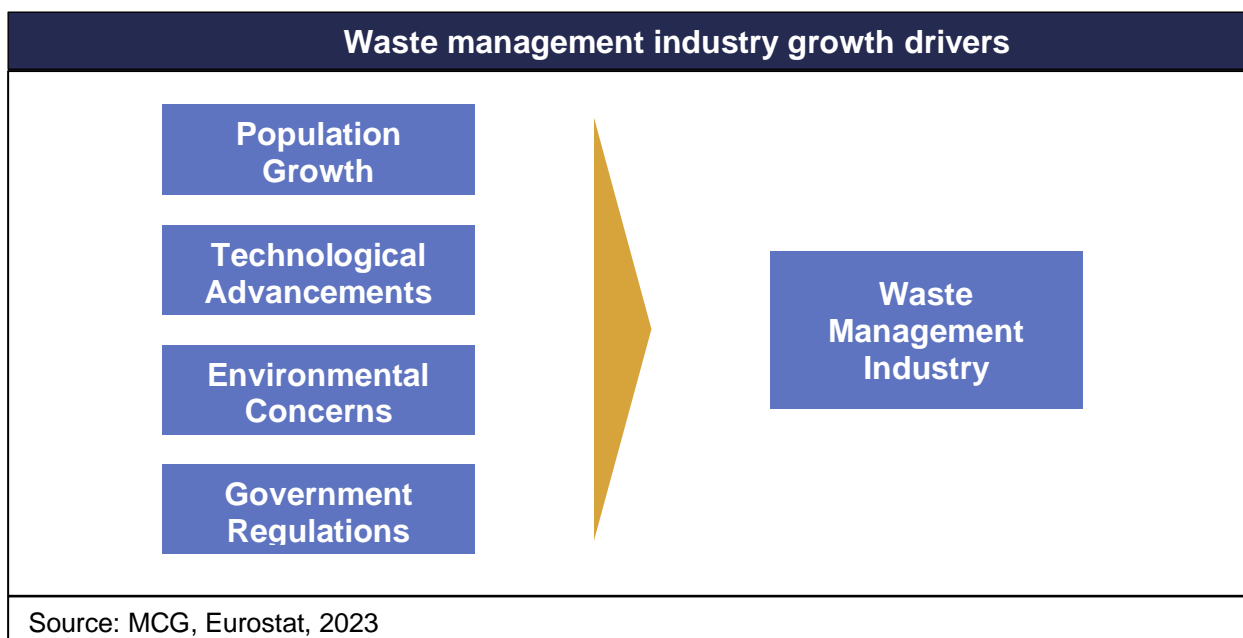 Waste management industry growth drivers
Population
Growth
Technological
Advancements
Environmental
Concerns
Government
Regulations
Waste
Management
Industry
Source: MCG, Eurostat, 2023